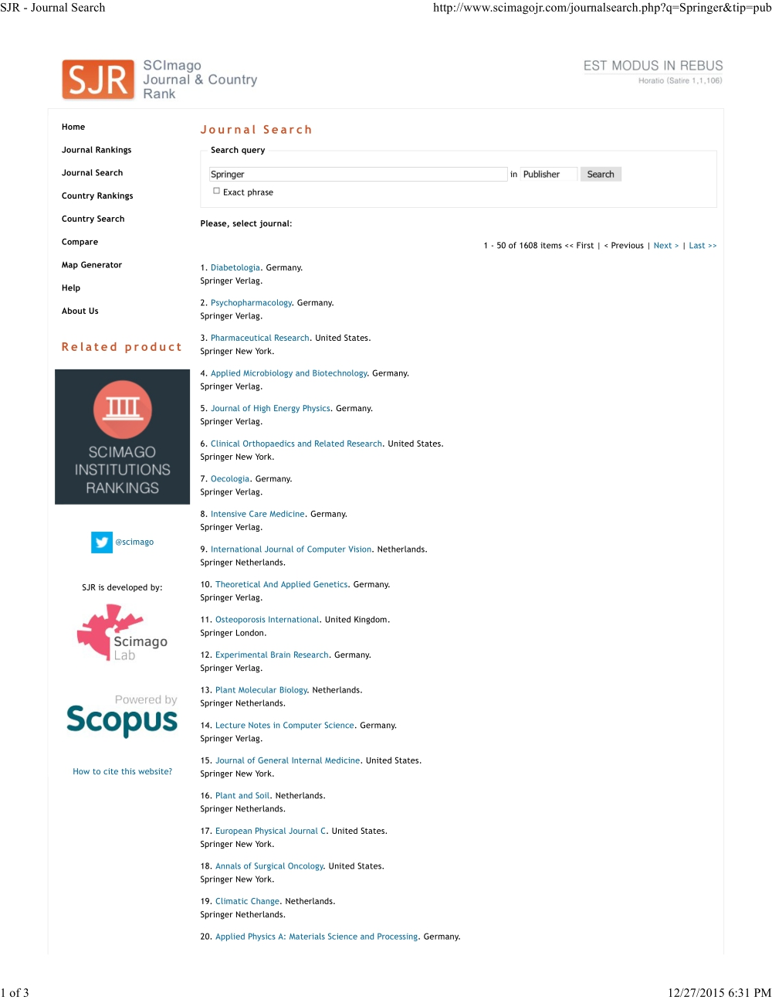 SJR - Journal Search
http://www.scimagojr.com/journalsearch.php?q=Springer&tip=pub
SJR
SCImago
Journal & Country
Rank
EST MODUS IN REBUS
Horatio (Satire 1,1,106)
Home
Journal Rankings
Journal Search
Country Rankings
Country Search
Compare
Map Generator
Help
About Us
Related product
SCIMAGO
INSTITUTIONS
RANKINGS
@scimago
SJR is developed by:
Scimago
Lab
Powered by
Scopus
How to cite this website?
Journal Search
Search query
Springer in Publisher Search
Exact phrase
Please, select journal:
1 - 50 of 1608 items << First | < Previous | Next > | Last >>
1. Diabetologia. Germany.
Springer Verlag.
2. Psychopharmacology. Germany.
Springer Verlag.
3. Pharmaceutical Research. United States.
Springer New York.
4. Applied Microbiology and Biotechnology. Germany.
Springer Verlag.
5. Journal of High Energy Physics. Germany.
Springer Verlag.
6. Clinical Orthopaedics and Related Research. United States.
Springer New York.
7. Oecologia. Germany.
Springer Verlag.
8. Intensive Care Medicine. Germany.
Springer Verlag.
9. International Journal of Computer Vision. Netherlands.
Springer Netherlands.
10. Theoretical And Applied Genetics. Germany.
Springer Verlag.
11. Osteoporosis International. United Kingdom.
Springer London.
12. Experimental Brain Research. Germany.
Springer Verlag.
13. Plant Molecular Biology. Netherlands.
Springer Netherlands.
14. Lecture Notes in Computer Science. Germany.
Springer Verlag.
15. Journal of General Internal Medicine. United States.
Springer New York.
16. Plant and Soil. Netherlands.
Springer Netherlands.
17. European Physical Journal C. United States.
Springer New York.
18. Annals of Surgical Oncology. United States.
Springer New York.
19. Climatic Change. Netherlands.
Springer Netherlands.
20. Applied Physics A: Materials Science and Processing. Germany.
1 of 3
12/27/2015 6:31 PM